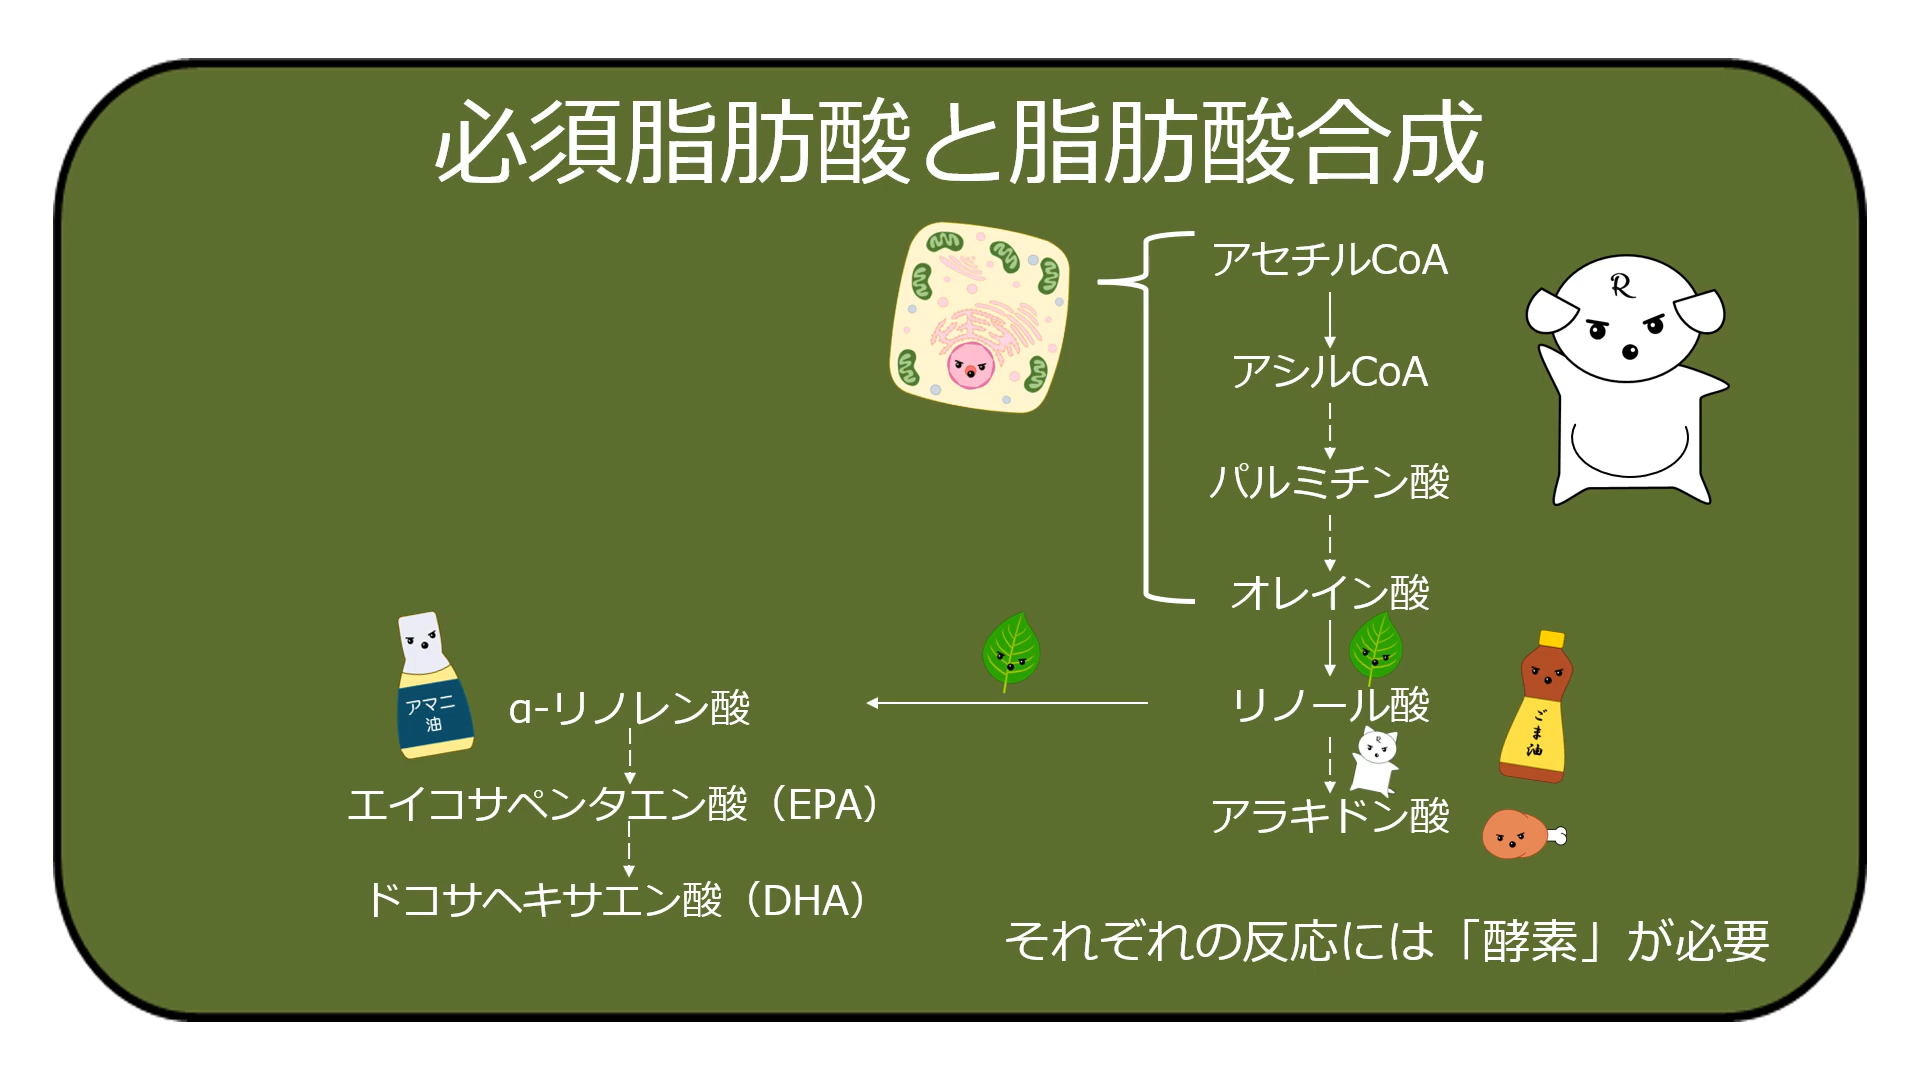 必須脂肪酸と脂肪酸合成
アセチルCoA
R
アシルCoA
パルミチン酸
オレイン酸
アマニ
油
α-リノレン酸
リノール酸
ごま油
R
エイコサペンタエン酸（EPA）
アラキドン酸
ドコサヘキサエン酸（DHA）
それぞれの反応には「酵素」が必要